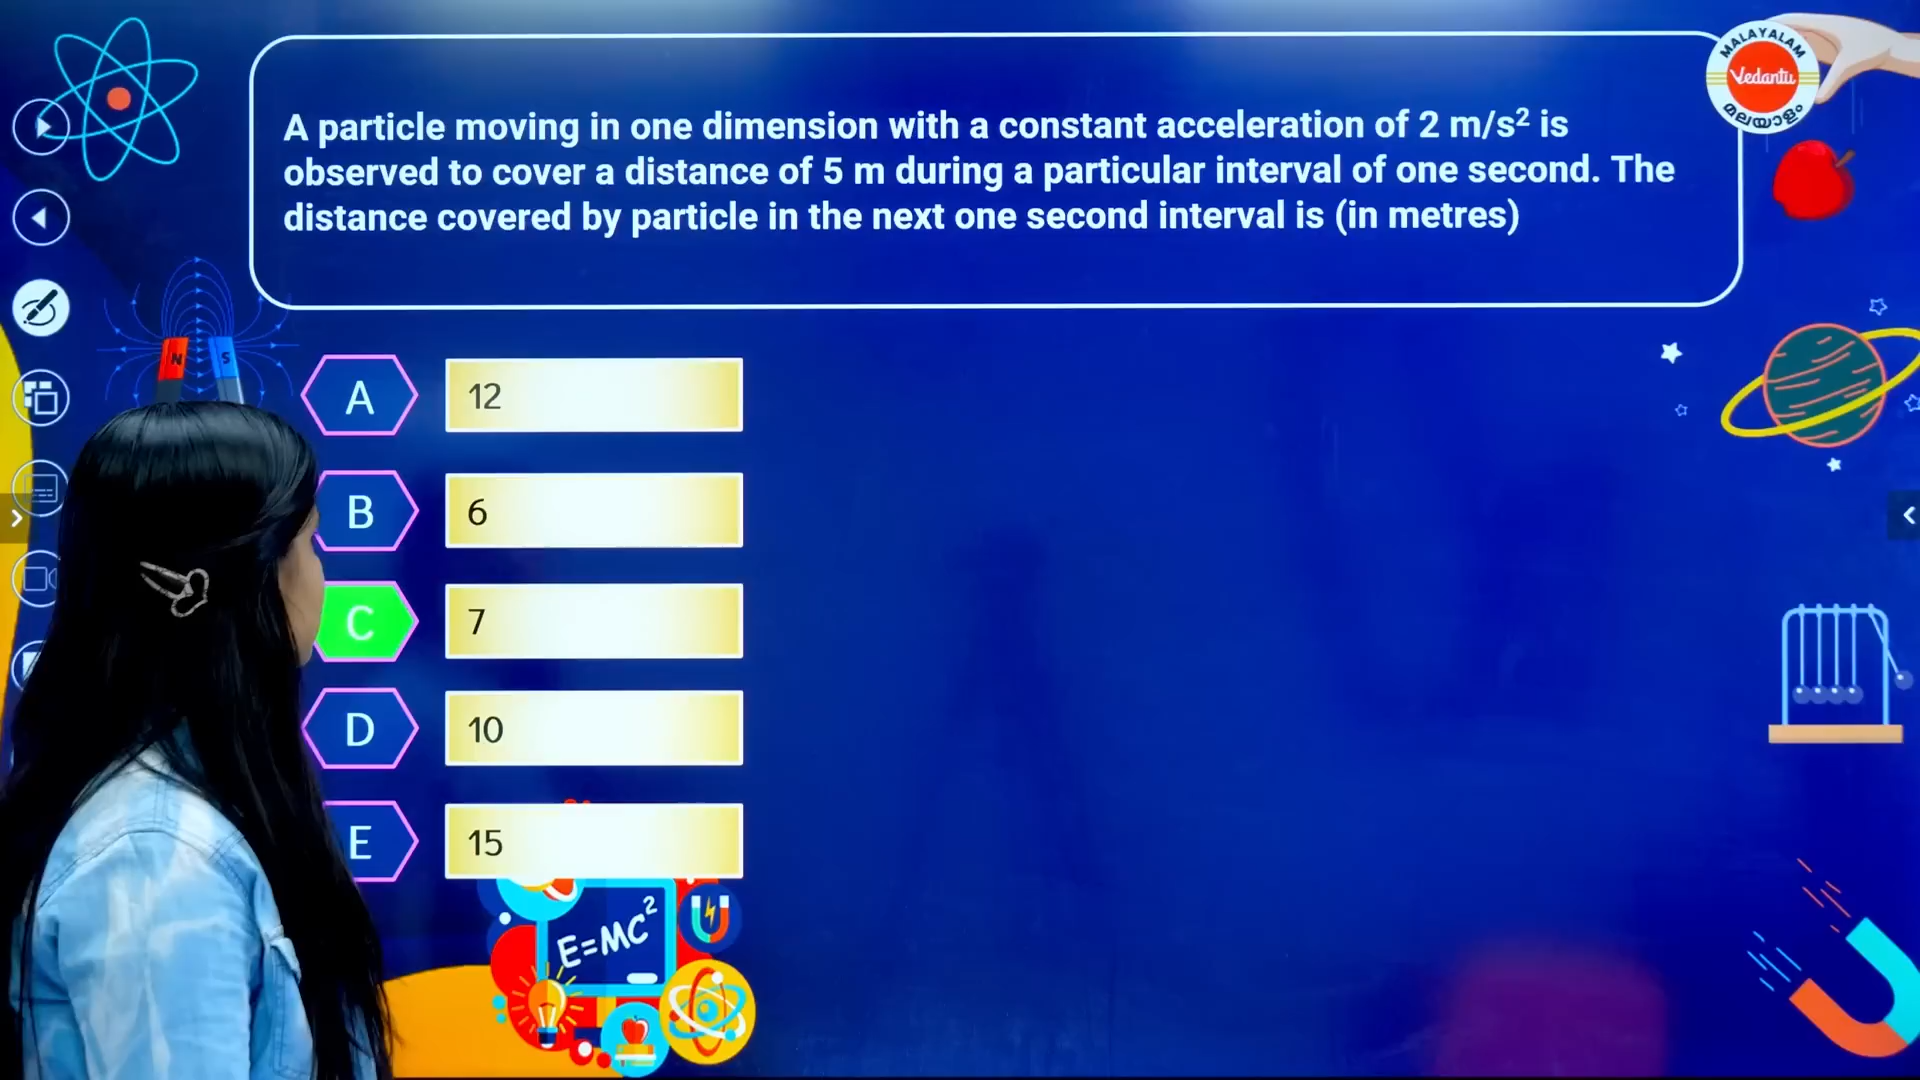 MALAYALAM
Vedantu
മലയാളം
A particle moving in one dimension with a constant acceleration of 2 m/s² is
observed to cover a distance of 5 m during a particular interval of one second. The
distance covered by particle in the next one second interval is (in metres)
N S
A 12
B 6
C 7
D 10
E 15
E=MC²